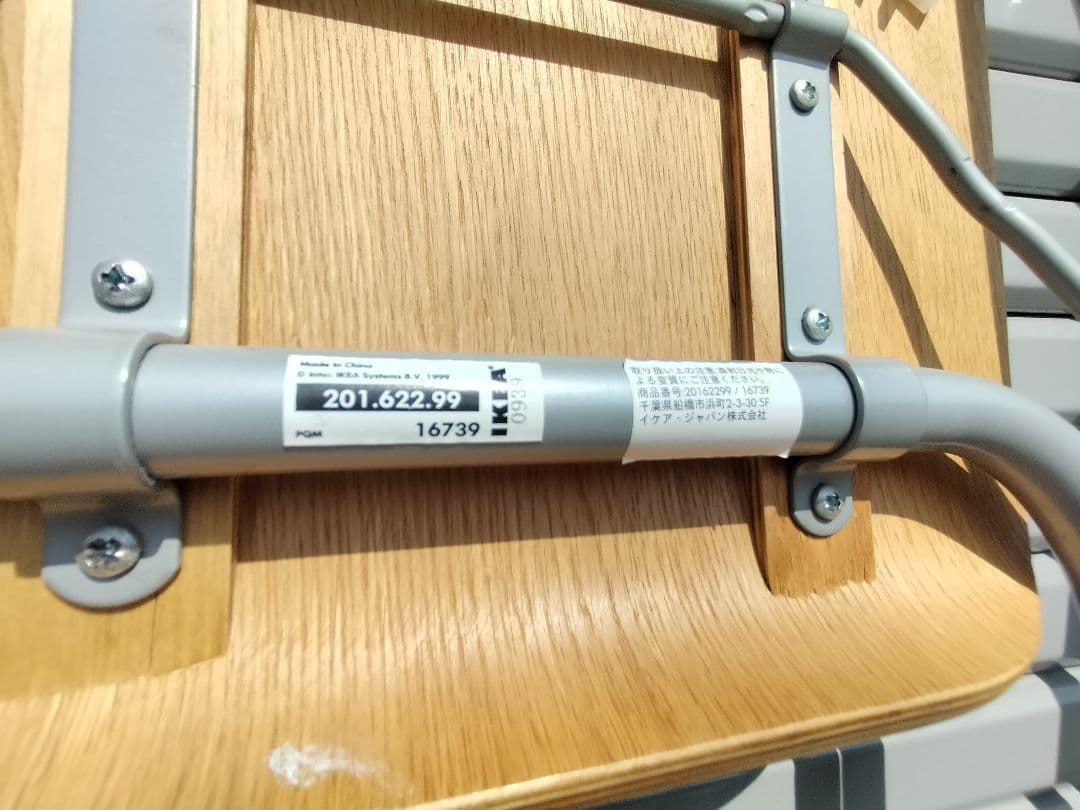 Made in China
© Inter IKEA Systems B.V. 1999
201.622.99
PQM
16739
IKEA
0939
取り扱い上の注意:直射日光や熱に
よる変質にご注意ください。
商品番号:20162299 / 16739
千葉県船橋市浜町2-3-30 5F
イケア・ジャパン株式会社